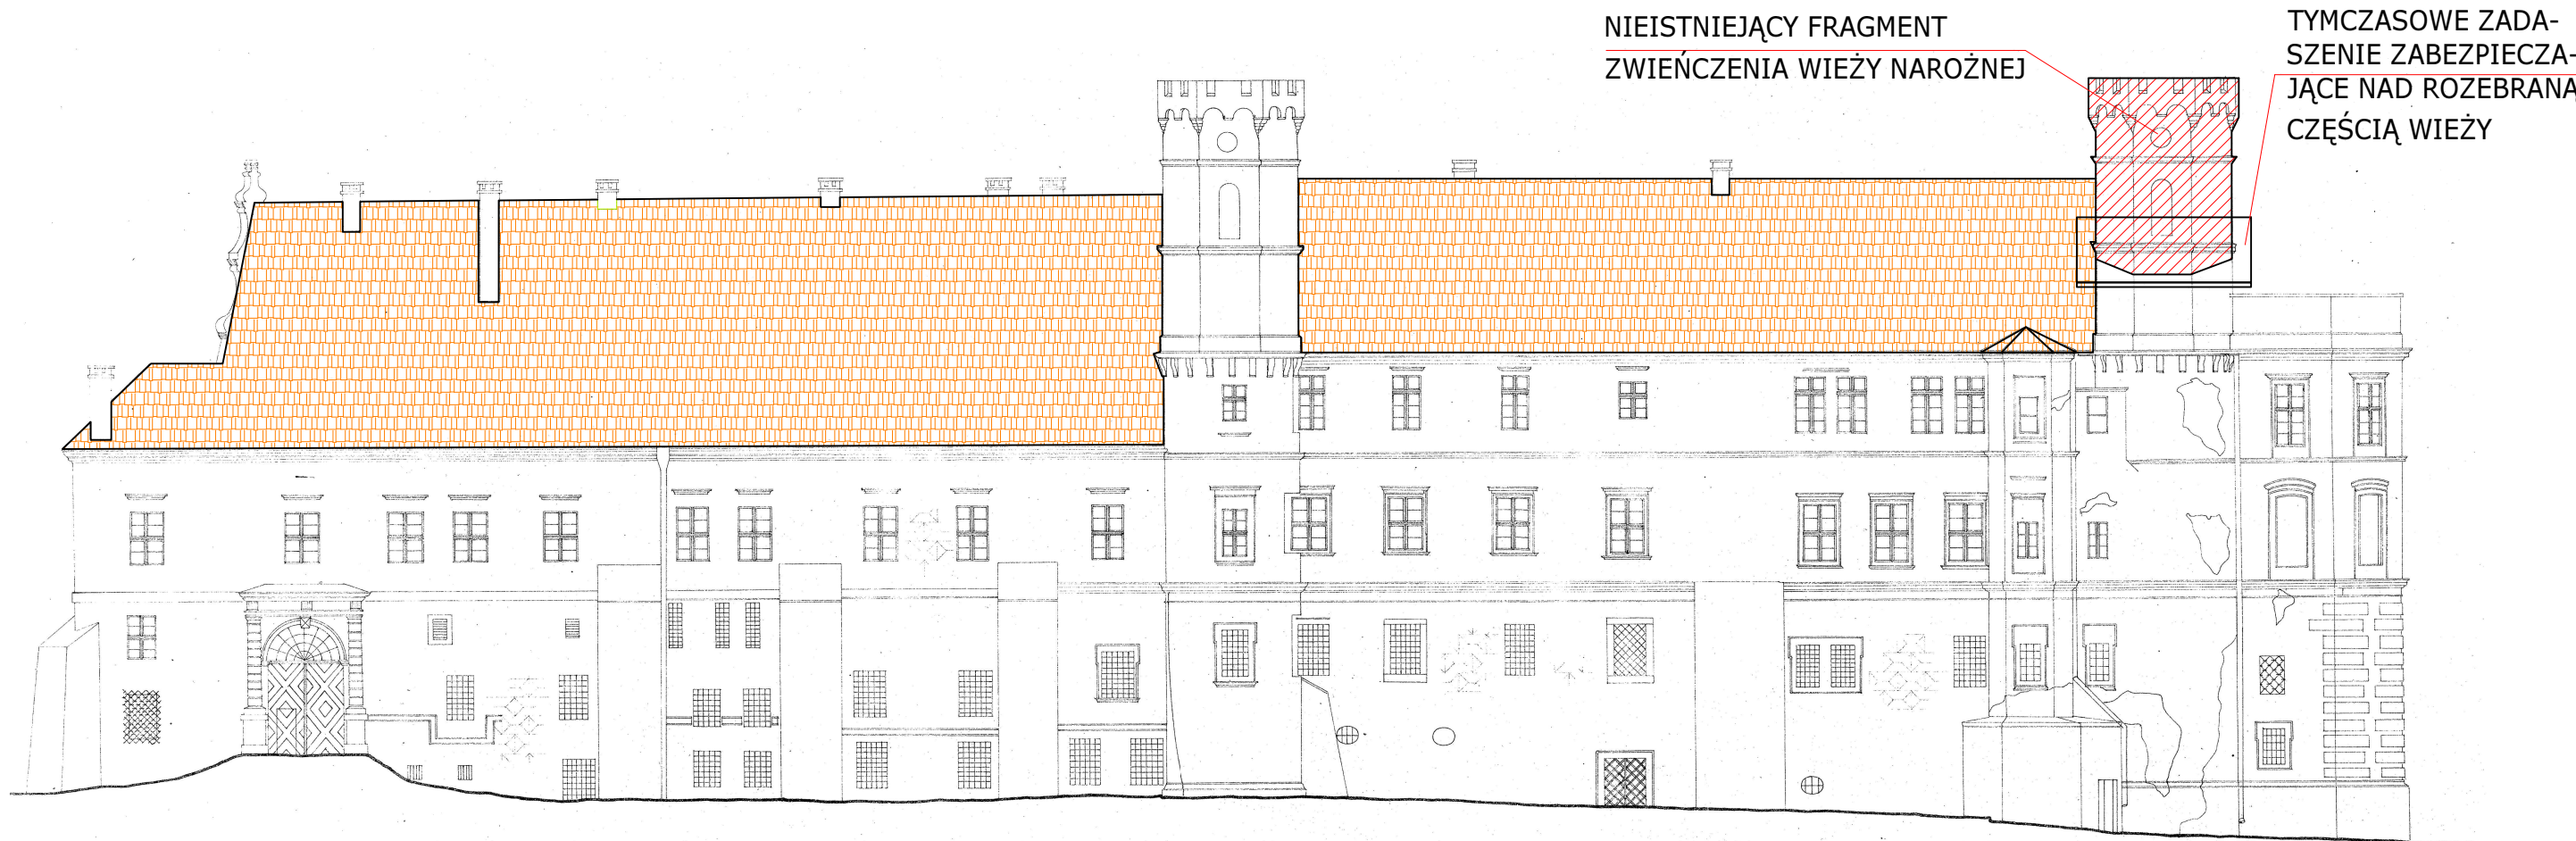 NIEISTNIEJĄCY FRAGMENT
ZWIEŃCZENIA WIEŻY NAROŻNEJ
TYMCZASOWE ZADA-
SZENIE ZABEZPIECZA-
JĄCE NAD ROZEBRANĄ
CZĘŚCIĄ WIEŻY